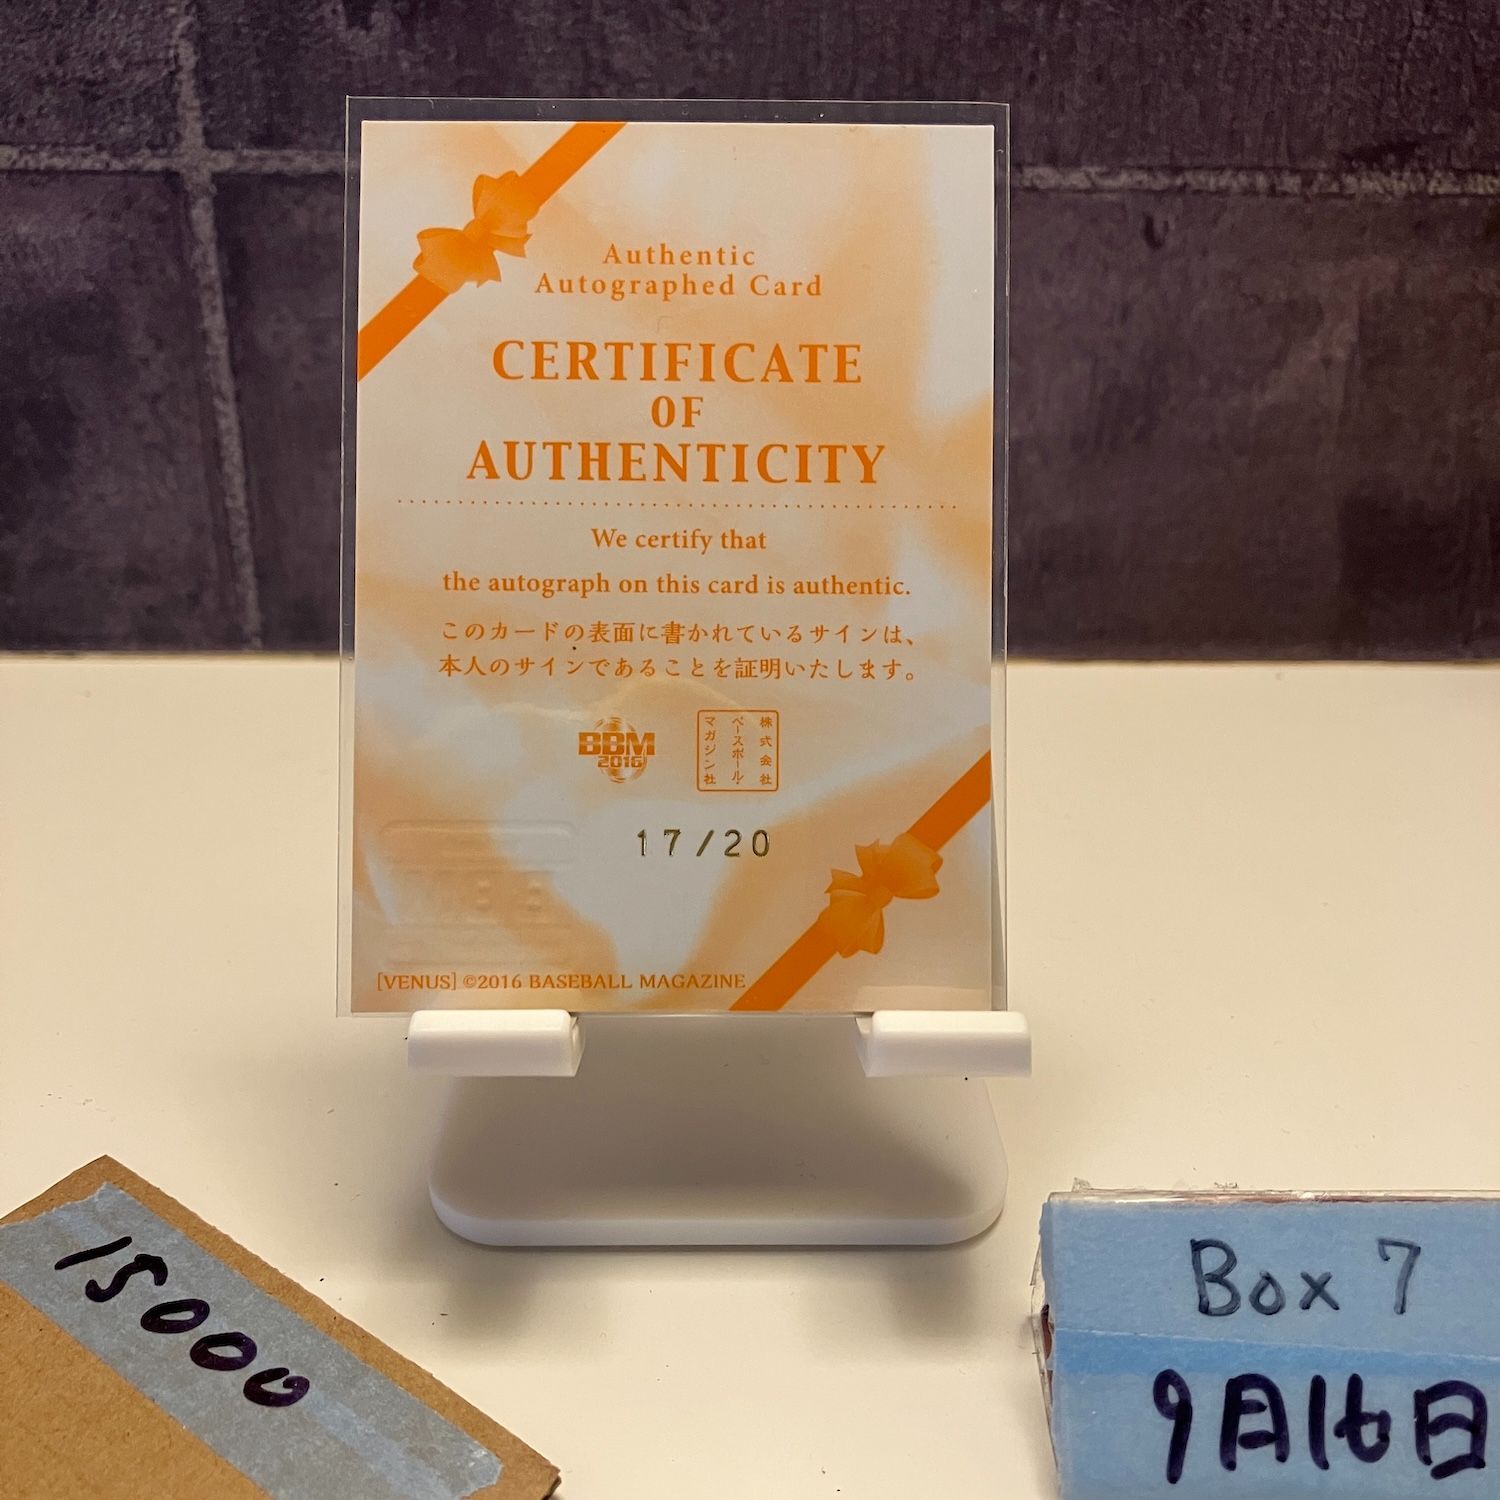 Authentic
Autographed Card
CERTIFICATE
OF
AUTHENTICITY
We certify that
the autograph on this card is authentic.
このカードの表面に書かれているサインは、
本人のサインであることを証明いたします。
BBM
2016
株式会社
ベースボール・
マガジン社
17/20
[VENUS] ©2016 BASEBALL MAGAZINE
15000
Box 7
9月16日